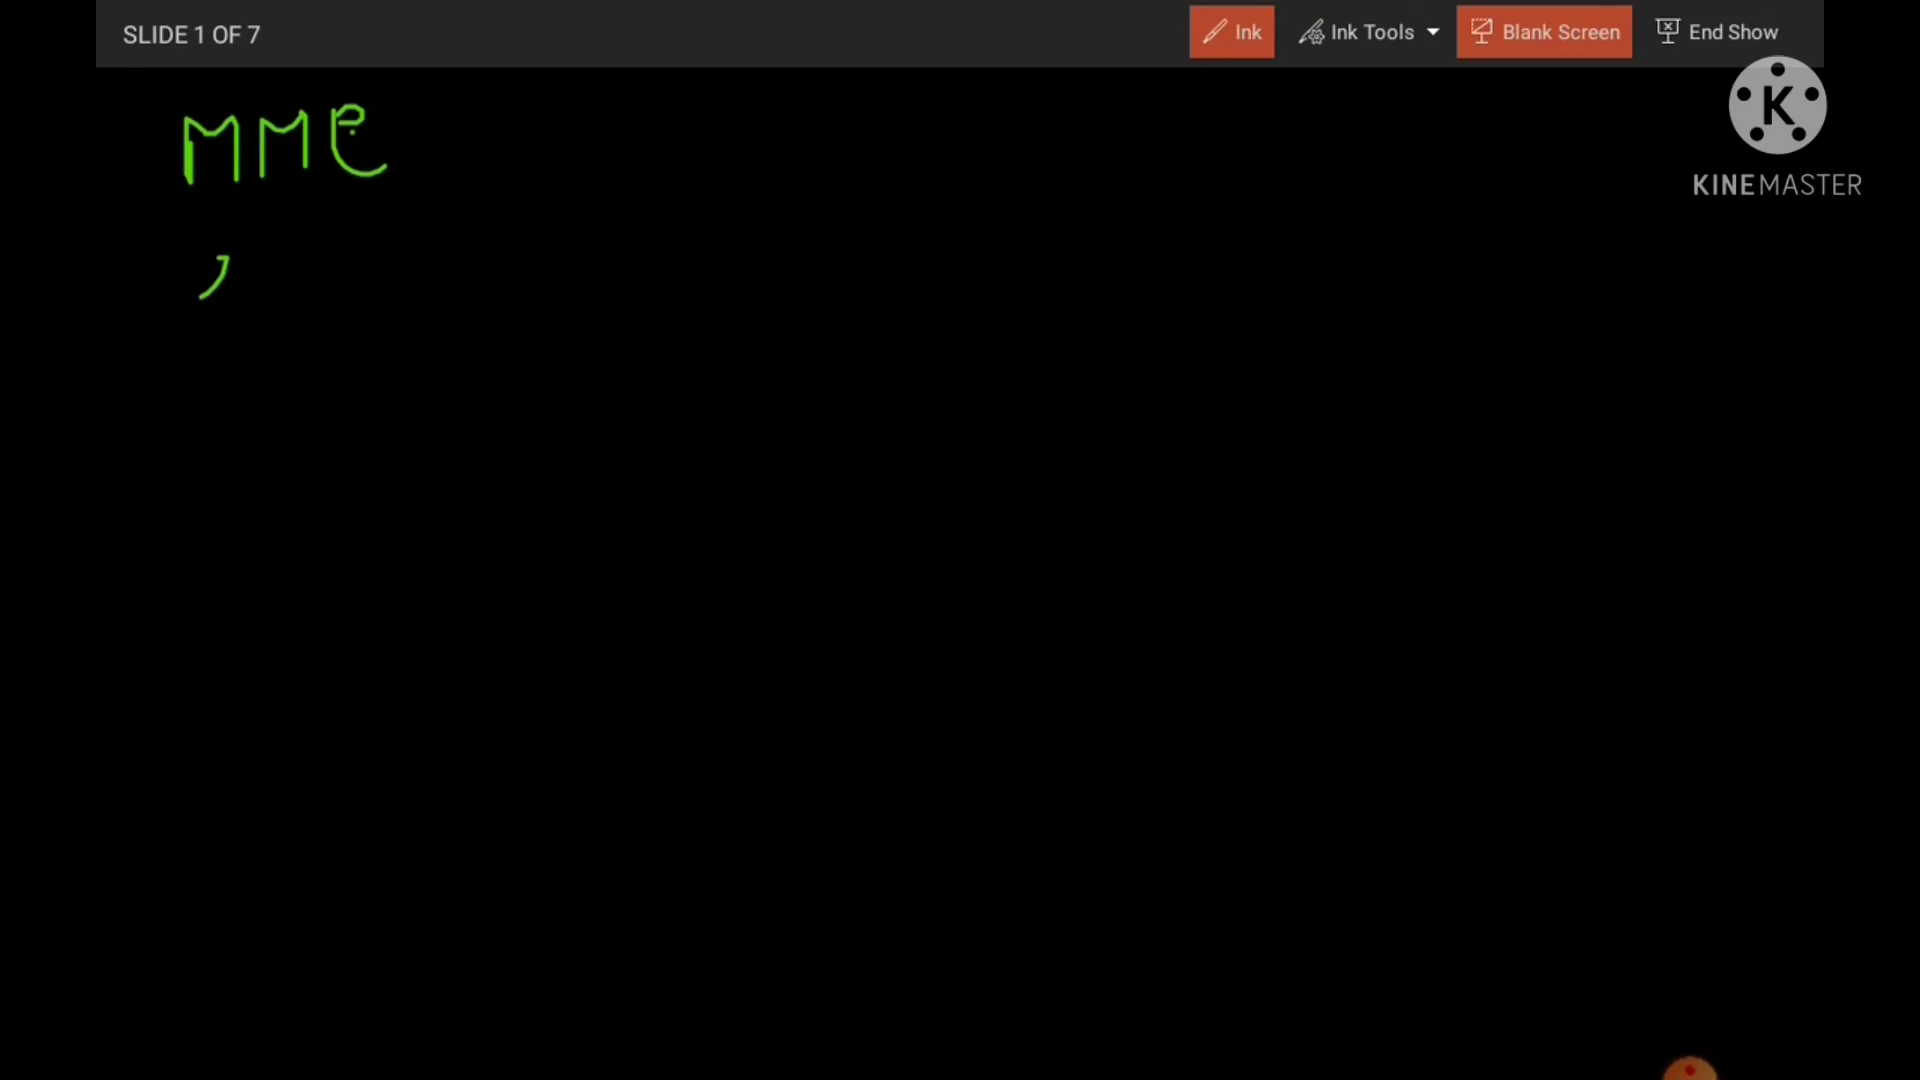 SLIDE 1 OF 7
Ink
Ink Tools
Blank Screen
End Show
K
KINEMASTER
MME